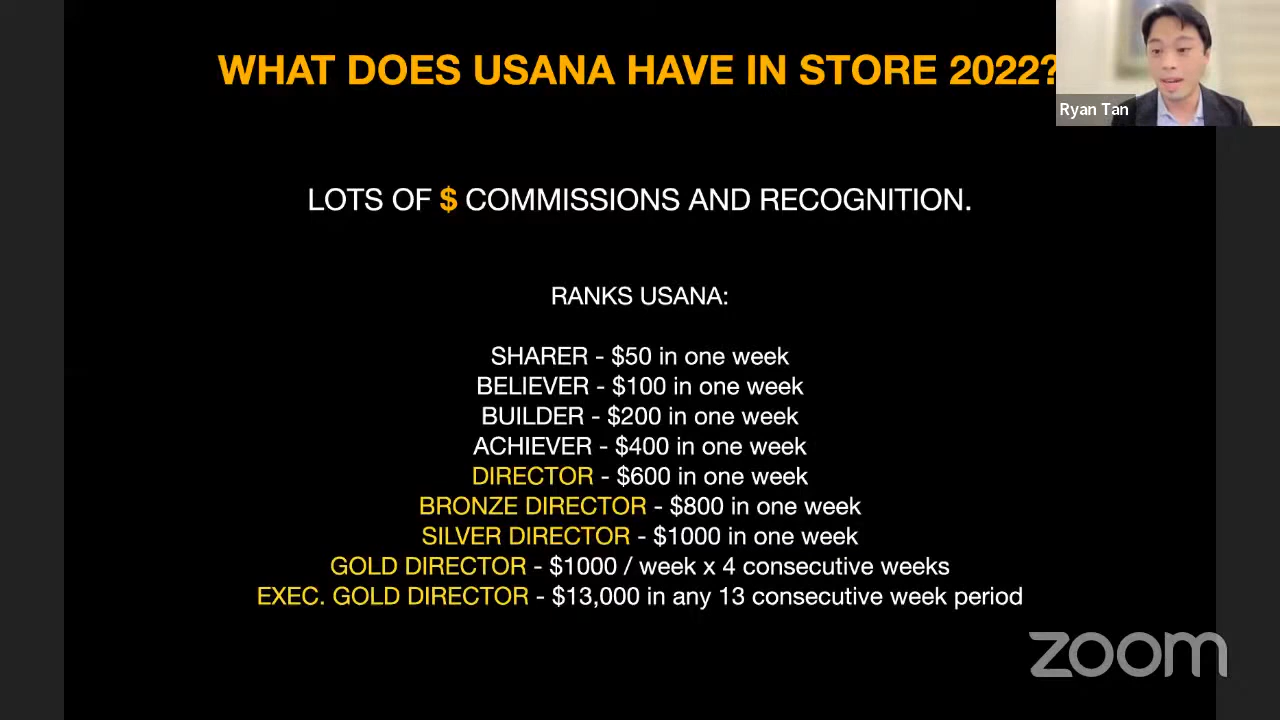 WHAT DOES USANA HAVE IN STORE 2022?
Ryan Tan
LOTS OF $ COMMISSIONS AND RECOGNITION.
RANKS USANA:
SHARER - $50 in one week
BELIEVER - $100 in one week
BUILDER - $200 in one week
ACHIEVER - $400 in one week
DIRECTOR - $600 in one week
BRONZE DIRECTOR - $800 in one week
SILVER DIRECTOR - $1000 in one week
GOLD DIRECTOR - $1000 / week x 4 consecutive weeks
EXEC. GOLD DIRECTOR - $13,000 in any 13 consecutive week period
zoom